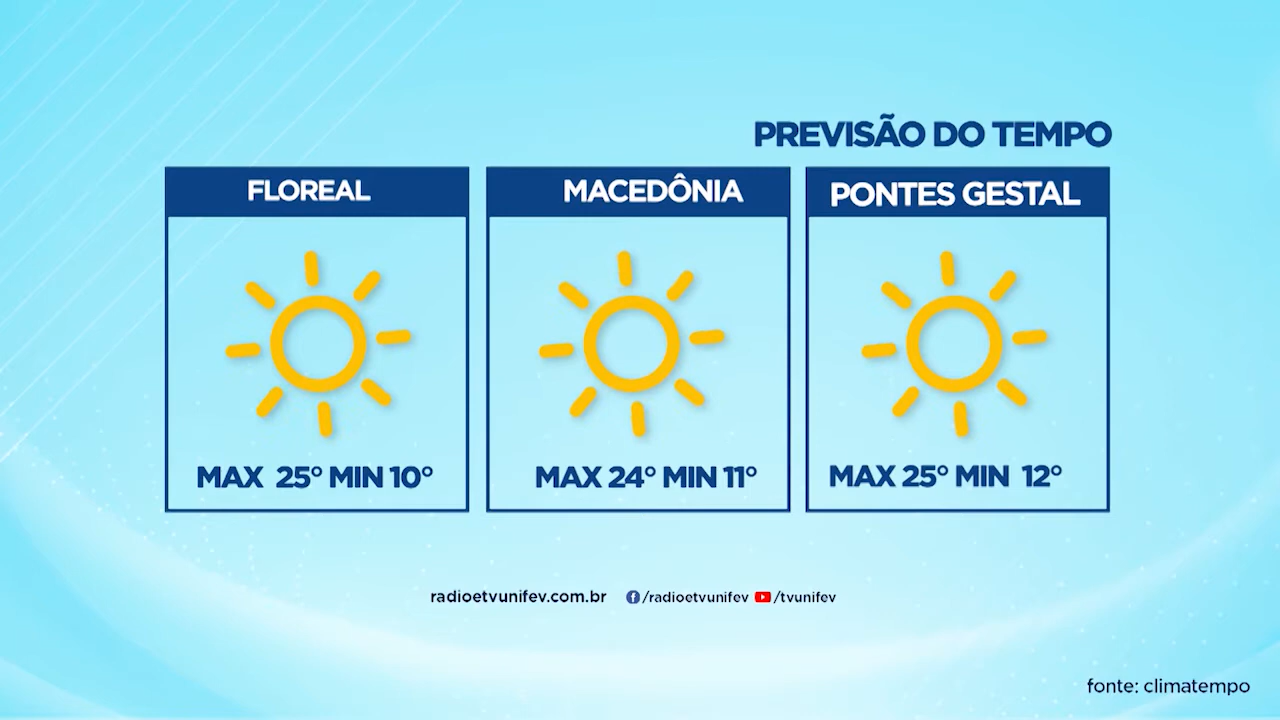 PREVISÃO DO TEMPO
FLOREAL
MAX 25° MIN 10°
MACEDÔNIA
MAX 24° MIN 11°
PONTES GESTAL
MAX 25° MIN 12°
radioetvunifev.com.br /radioetvunifev /tvunifev
fonte: climatempo